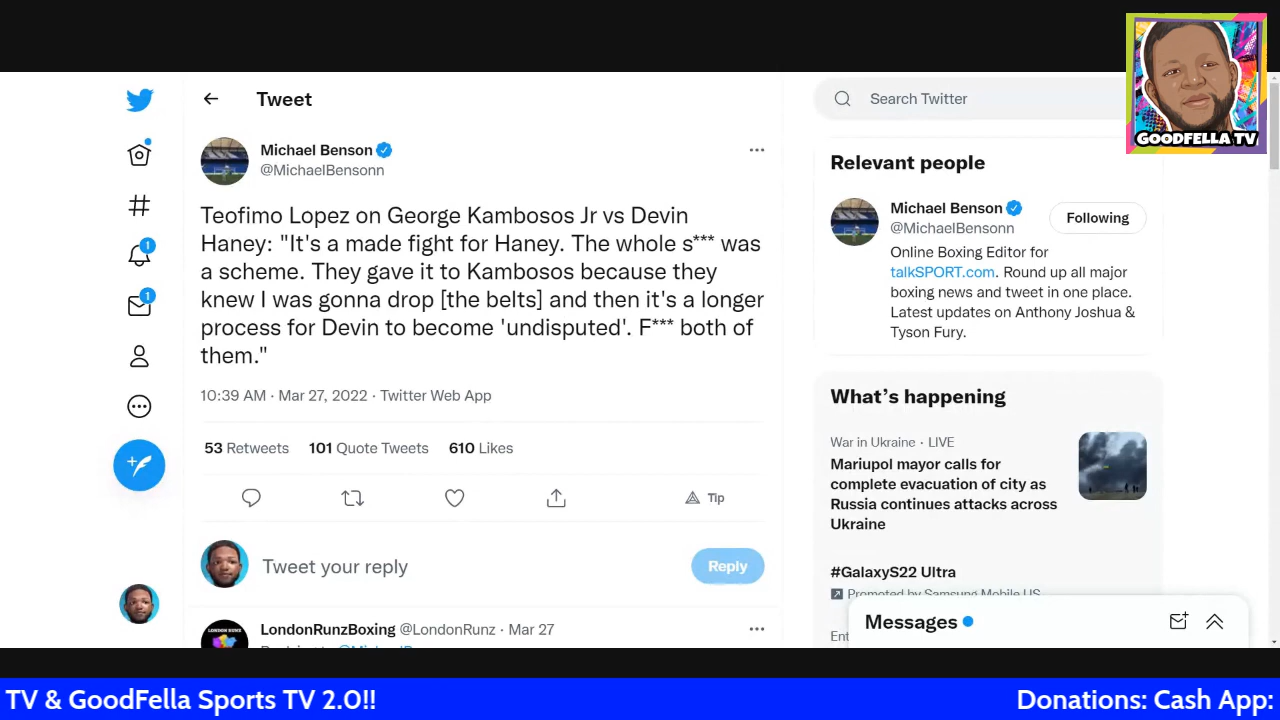 GOODFELLA TV
Tweet
Search Twitter
Michael Benson
@MichaelBensonn
Teofimo Lopez on George Kambosos Jr vs Devin
Haney: "It's a made fight for Haney. The whole s*** was
a scheme. They gave it to Kambosos because they
knew I was gonna drop [the belts] and then it's a longer
process for Devin to become 'undisputed'. F*** both of
them."
10:39 AM · Mar 27, 2022 · Twitter Web App
53 Retweets 101 Quote Tweets 610 Likes
Tip
Tweet your reply
Reply
LondonRunzBoxing @LondonRunz · Mar 27
LONDON RUNZ
1
1
Relevant people
Michael Benson
@MichaelBensonn
Following
Online Boxing Editor for
talkSPORT.com. Round up all major
boxing news and tweet in one place.
Latest updates on Anthony Joshua &
Tyson Fury.
What's happening
War in Ukraine · LIVE
Mariupol mayor calls for
complete evacuation of city as
Russia continues attacks across
Ukraine
#GalaxyS22 Ultra
Promoted by Samsung Mobile US
Messages
TV & GoodFella Sports TV 2.0!! Donations: Cash App: